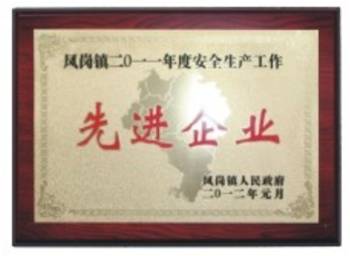 凤岗镇二〇一一年度安全生产工作
先进企业
凤岗镇人民政府
二〇一二年元月